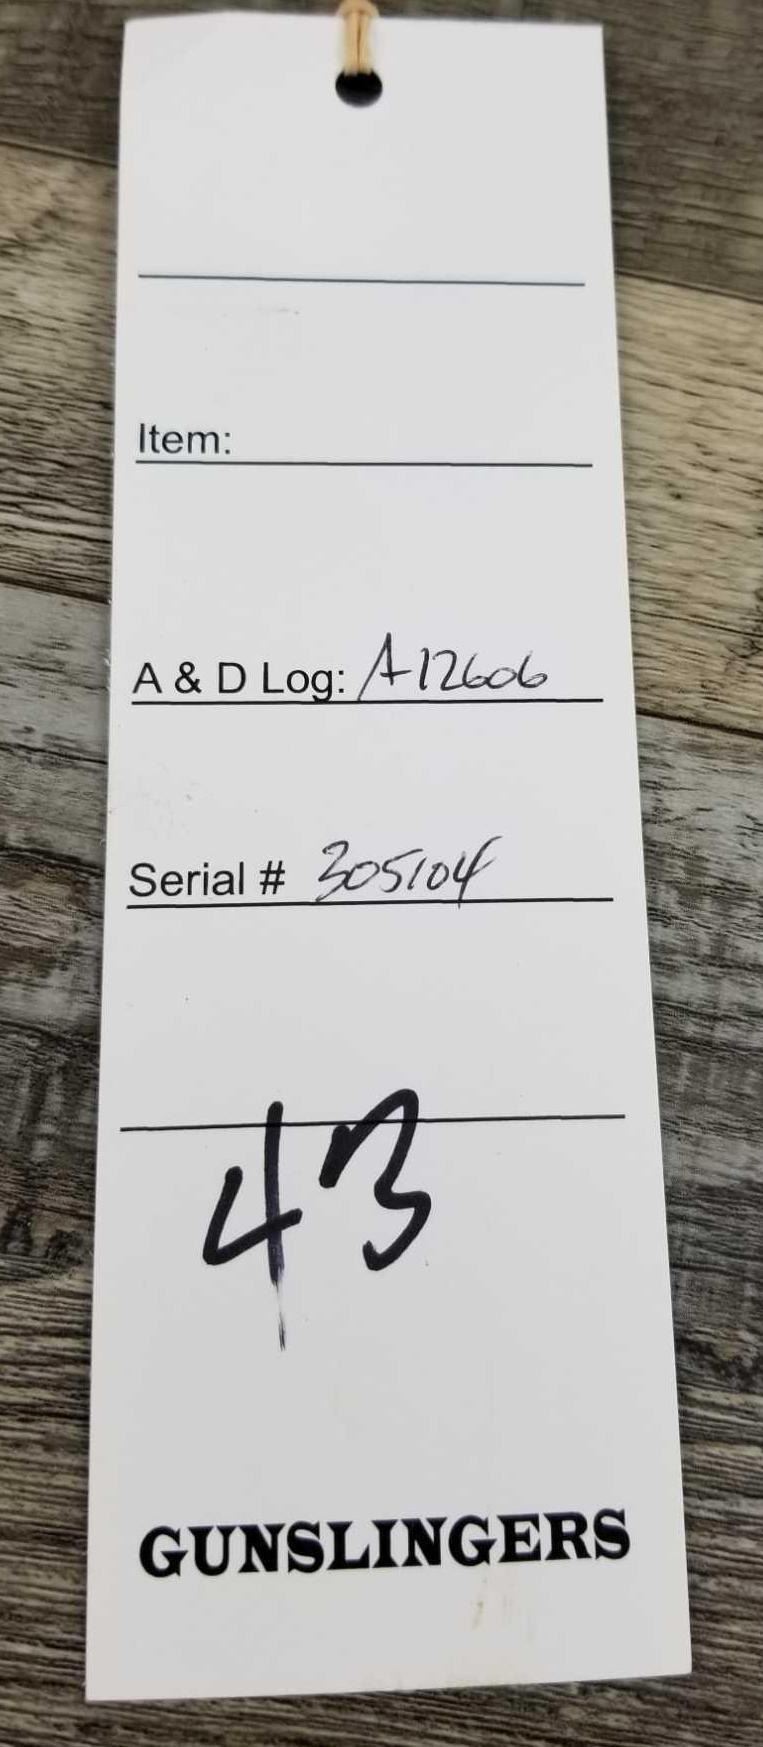 Item:
A & D Log: A12606
Serial # 305104
43
GUNSLINGERS